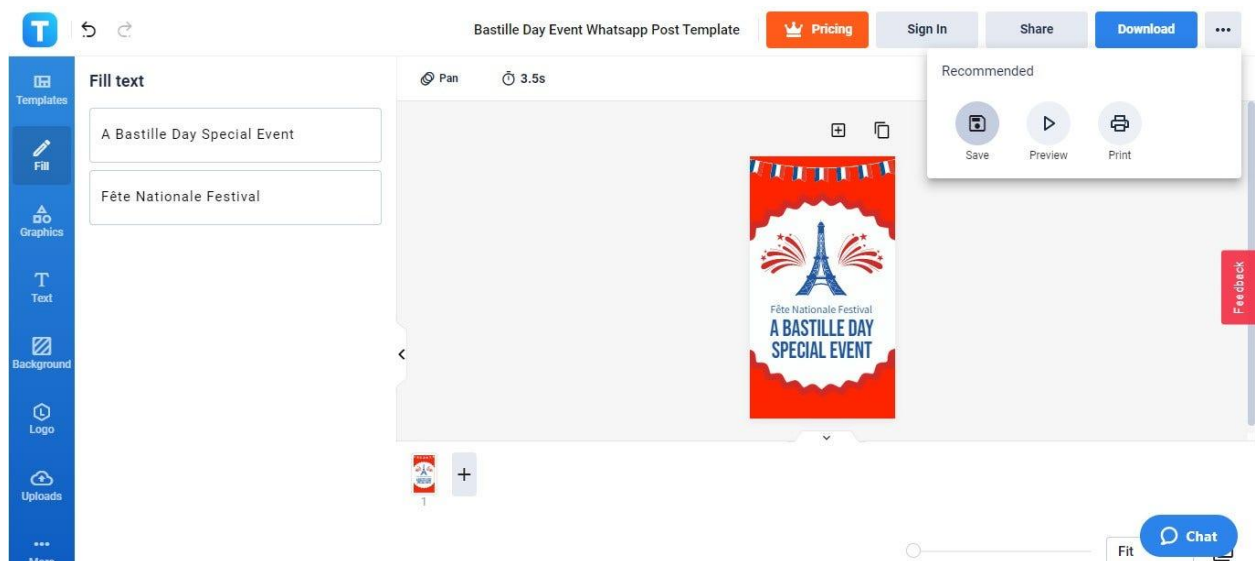 T
Bastille Day Event Whatsapp Post Template
Pricing
Sign In
Share
Download
Templates
Fill
Graphics
Text
Background
Logo
Uploads
More
Fill text
A Bastille Day Special Event
Fête Nationale Festival
Pan
3.5s
Recommended
Save
Preview
Print
Fête Nationale Festival
A BASTILLE DAY
SPECIAL EVENT
Feedback
1
Fit
Chat